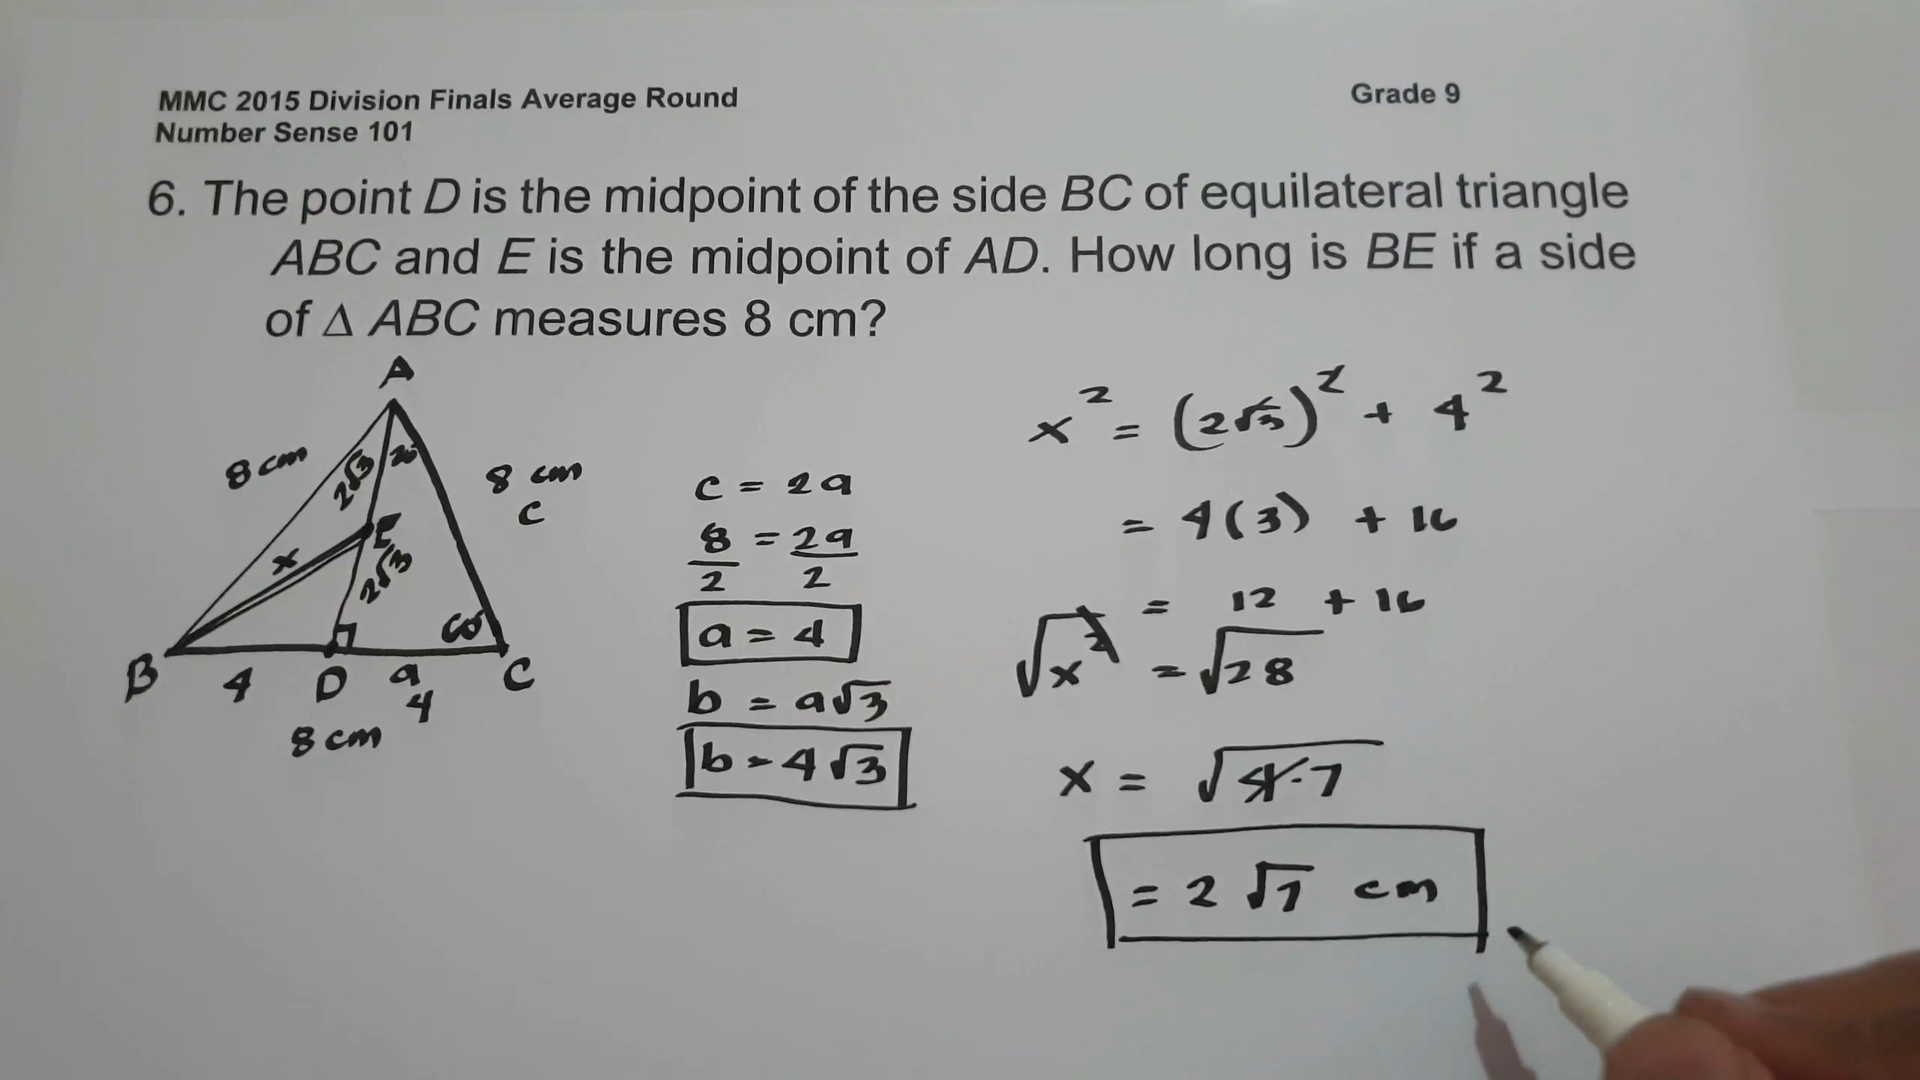 MMC 2015 Division Finals Average Round
Grade 9
Number Sense 101
6. The point D is the midpoint of the side BC of equilateral triangle
ABC and E is the midpoint of AD. How long is BE if a side
of Δ ABC measures 8 cm?
A
8 cm
2√3
30
8 cm
C
E
x
2√3
60
B
4
D
a
4
C
8 cm
c = 2a
8/2 = 2a/2
a = 4
b = a√3
b = 4√3
x² = (2√3)² + 4²
= 4(3) + 16
= 12 + 16
√x² = √28
x = √4·7
= 2√7 cm